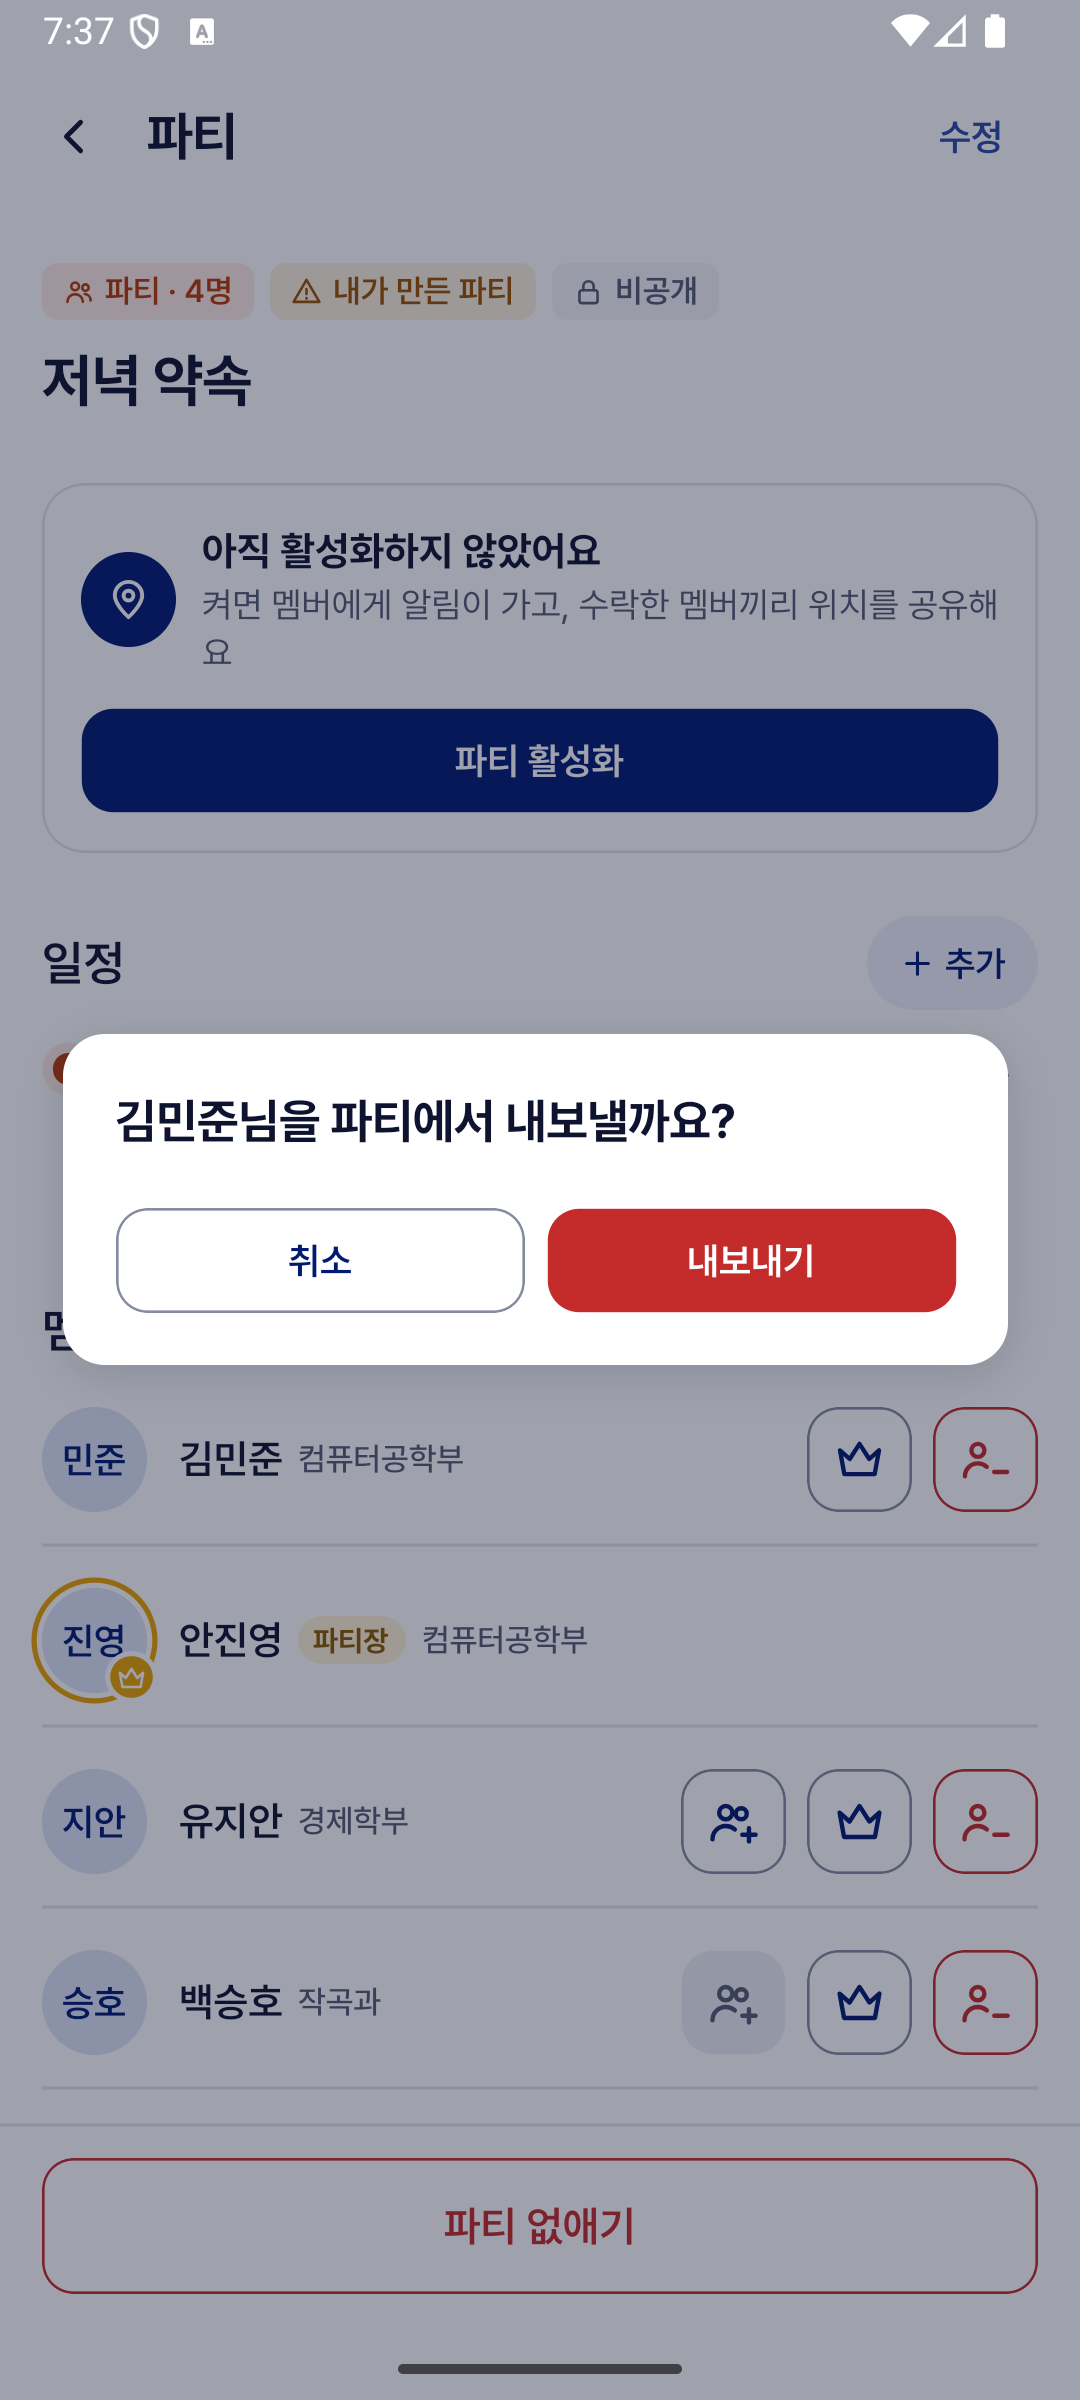 7:37
파티
수정
파티 · 4명
내가 만든 파티
비공개
저녁 약속
아직 활성화하지 않았어요
켜면 멤버에게 알림이 가고, 수락한 멤버끼리 위치를 공유해
요
파티 활성화
일정
추가
김민준님을 파티에서 내보낼까요?
취소
내보내기
민준
김민준 컴퓨터공학부
진영
안진영 파티장 컴퓨터공학부
지안
유지안 경제학부
승호
백승호 작곡과
파티 없애기